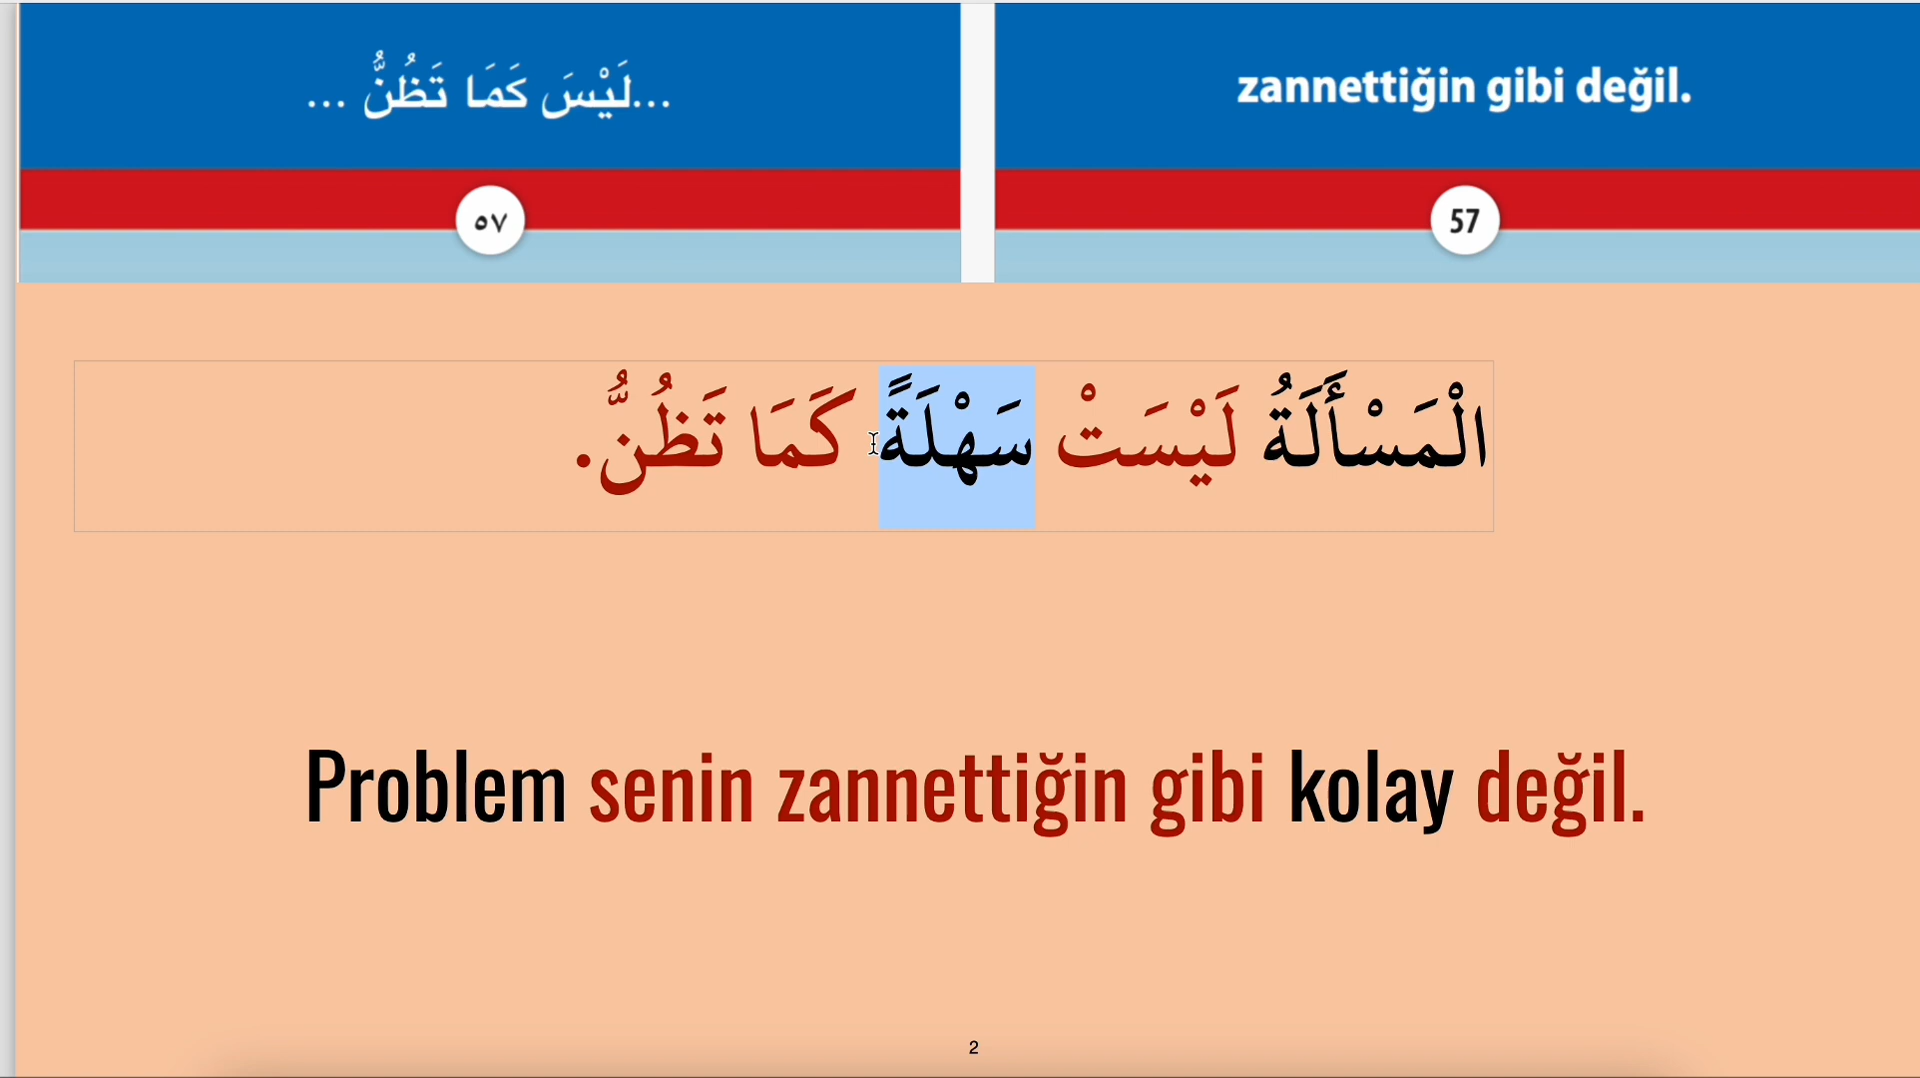 ...لَيْسَ كَمَا تَظُنُّ ...
zannettiğin gibi değil.
٥٧
57
الْمَسْأَلَةُ لَيْسَتْ سَهْلَةً كَمَا تَظُنُّ.
Problem senin zannettiğin gibi kolay değil.
2